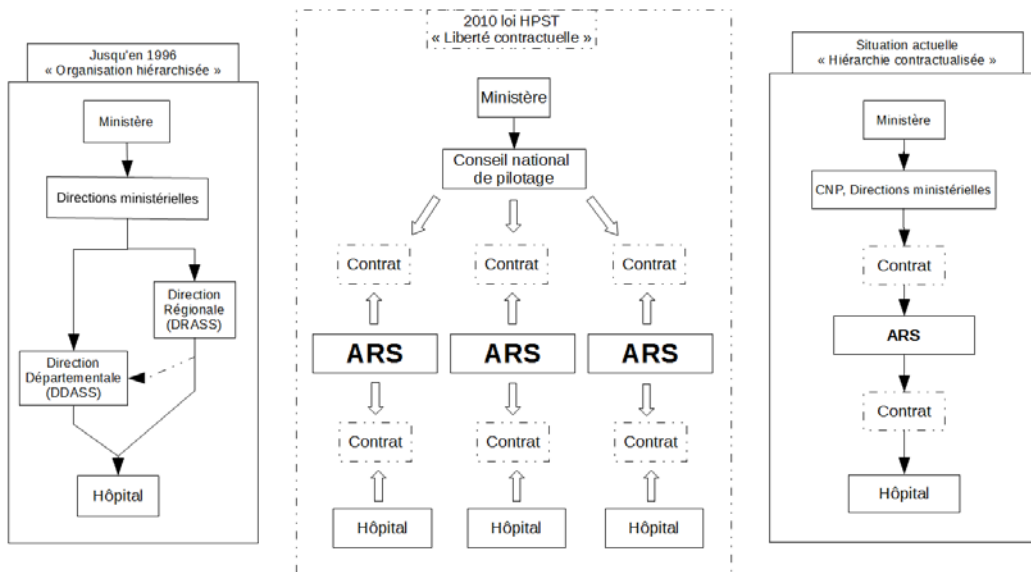 Jusqu'en 1996
« Organisation hiérarchisée »
Ministère
Directions ministérielles
Direction
Régionale
(DRASS)
Direction
Départementale
(DDASS)
Hôpital
2010 loi HPST
« Liberté contractuelle »
Ministère
Conseil national
de pilotage
Contrat
Contrat
Contrat
ARS
ARS
ARS
Contrat
Contrat
Contrat
Hôpital
Hôpital
Hôpital
Situation actuelle
« Hiérarchie contractualisée »
Ministère
CNP, Directions ministérielles
Contrat
ARS
Contrat
Hôpital